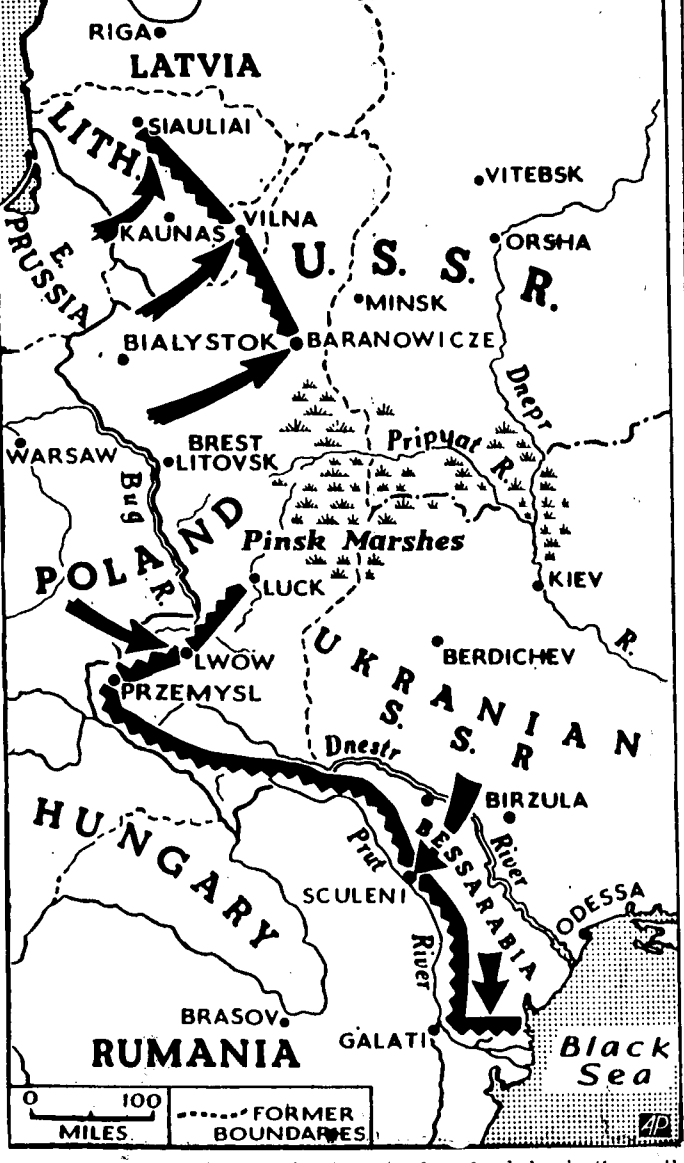 RIGA
LATVIA
LITH.
SIAULIAI
VITEBSK
VILNA
KAUNAS
E. PRUSSIA
ORSHA
U. S. S. R.
MINSK
BIALYSTOK
BARANOWICZE
Dnepr
R.
WARSAW
BREST
LITOVSK
Pripyat R.
Bug
R.
POLAND
Pinsk Marshes
LUCK
KIEV
LWOW
BERDICHEV
PRZEMYSL
UKRANIAN
S. S. R
Dnestr
River
BIRZULA
HUNGARY
BESSARABIA
Prut
River
SCULENI
ODESSA
BRASOV
GALATI
RUMANIA
Black
Sea
0 100
MILES
FORMER
BOUNDARIES
AP